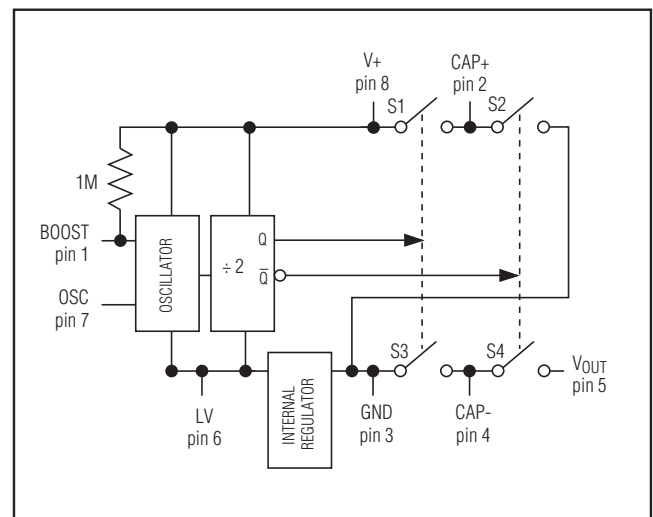 V+
pin 8
CAP+
pin 2
S1
S2
1M
BOOST
pin 1
OSC
pin 7
OSCILLATOR
÷ 2
Q
Q̅
S3
S4
VOUT
pin 5
LV
pin 6
INTERNAL
REGULATOR
GND
pin 3
CAP-
pin 4